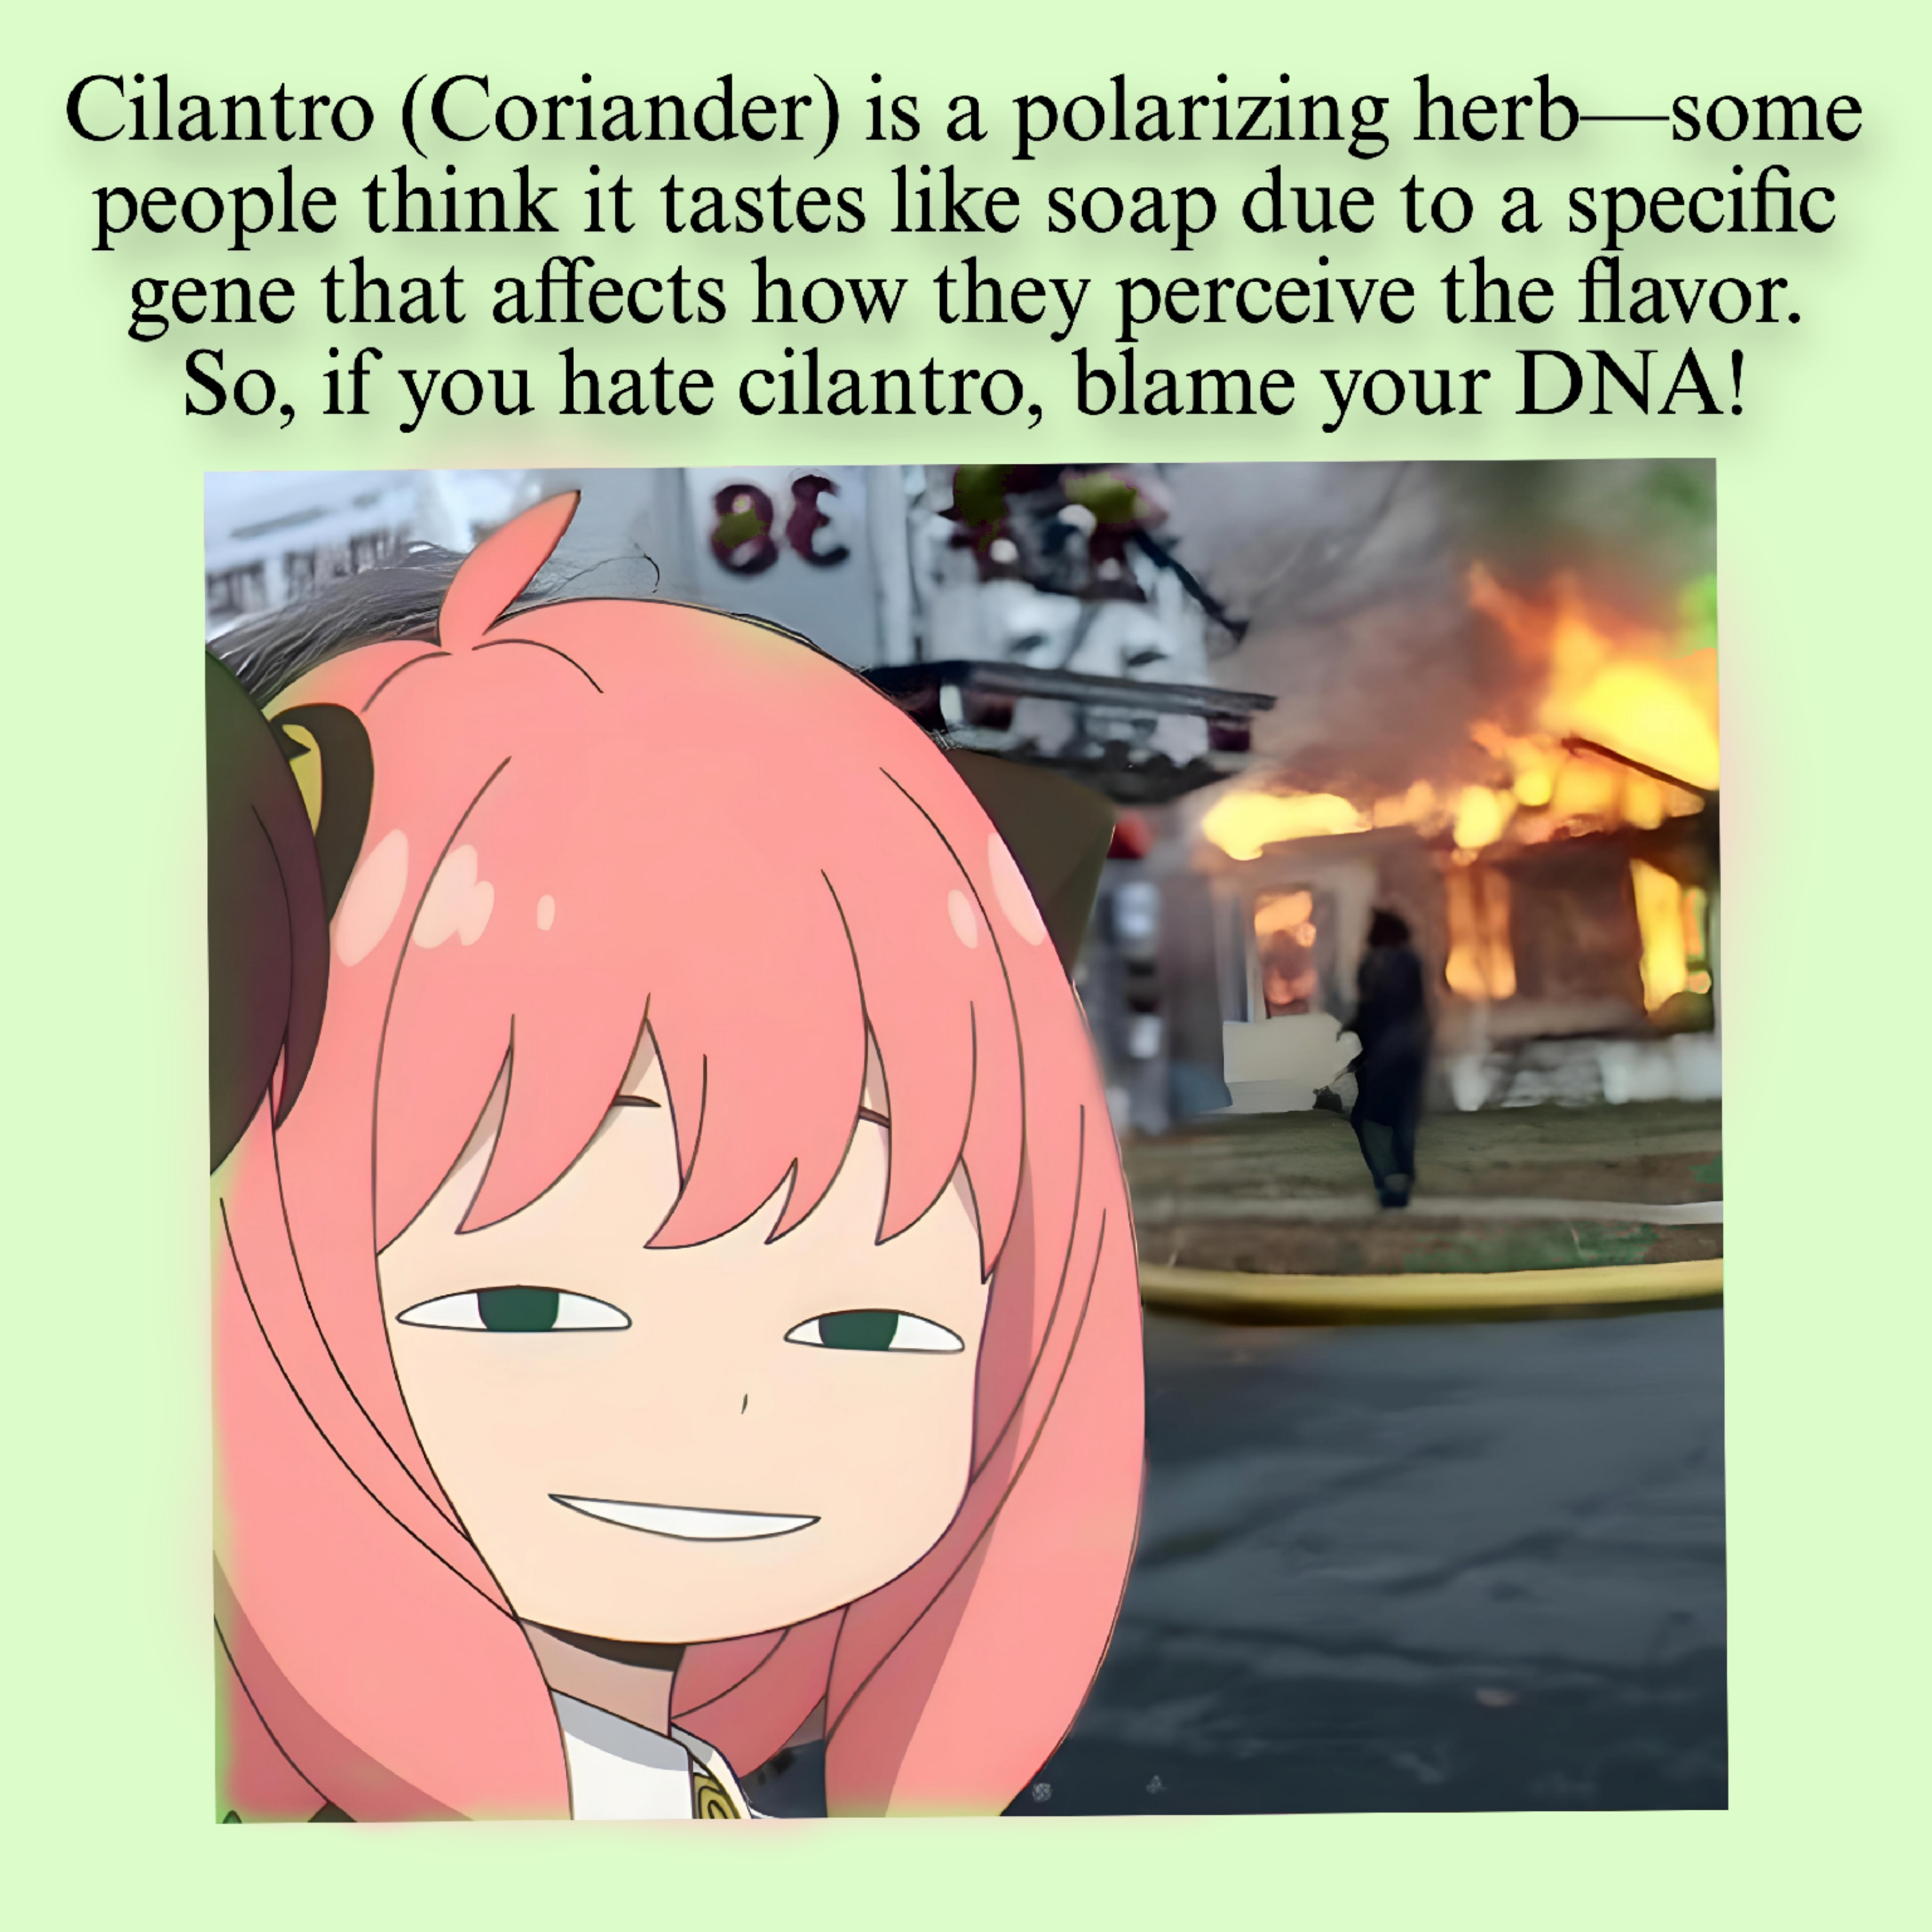 Cilantro (Coriander) is a polarizing herb—some
people think it tastes like soap due to a specific
gene that affects how they perceive the flavor.
So, if you hate cilantro, blame your DNA!